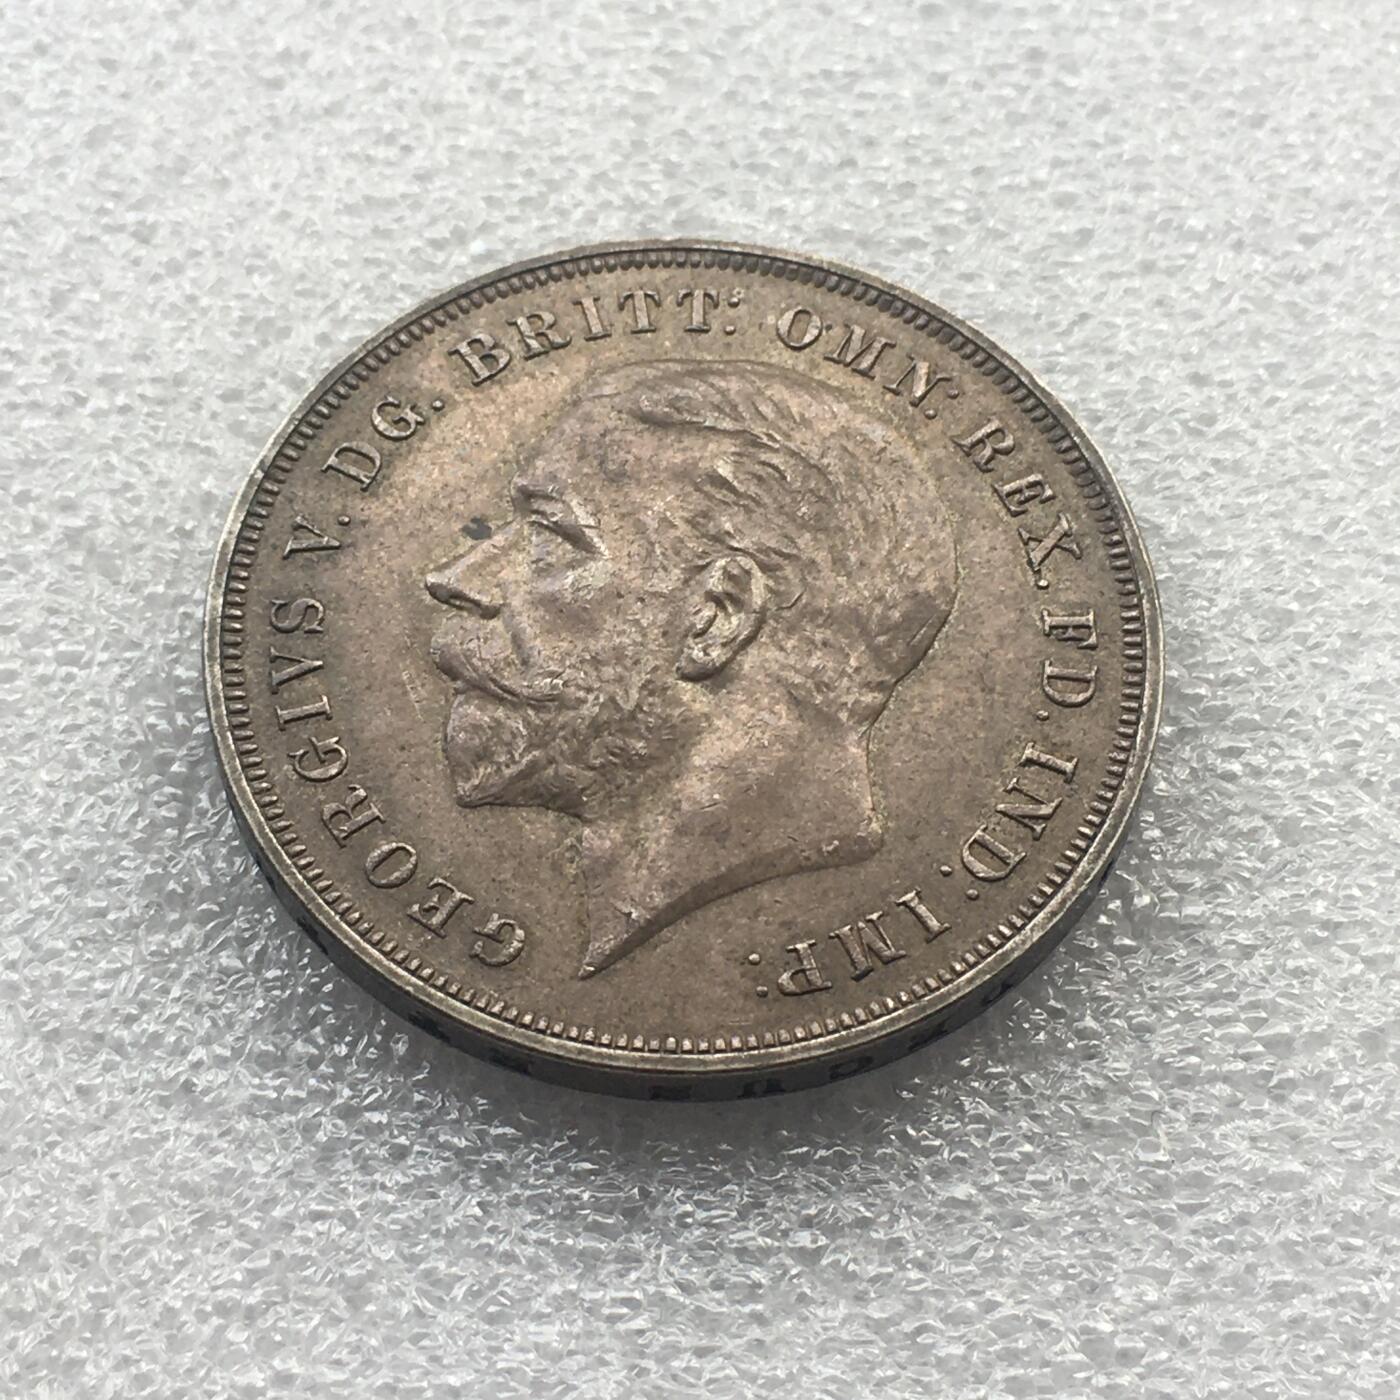 GEORGIVS V. DG. BRITT: OMN: REX. FD. IND: IMP: